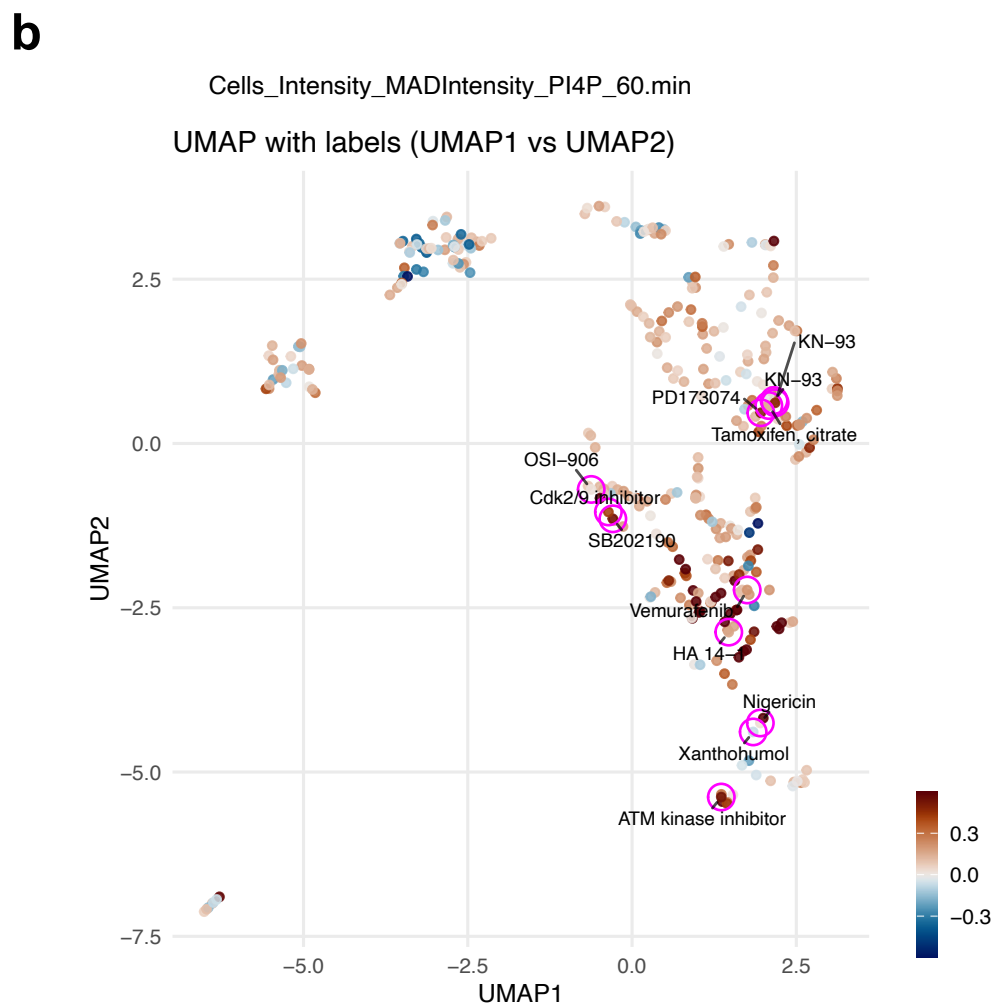 b
Cells_Intensity_MADIntensity_PI4P_60.min
UMAP with labels (UMAP1 vs UMAP2)
KN−93
KN−93
PD173074
Tamoxifen, citrate
OSI−906
Cdk2/9 inhibitor
SB202190
Vemurafenib
HA 14−
Nigericin
Xanthohumol
ATM kinase inhibitor
2.5
0.0
−2.5
−5.0
−7.5
UMAP2
−5.0
−2.5
0.0
2.5
UMAP1
0.3
0.0
−0.3